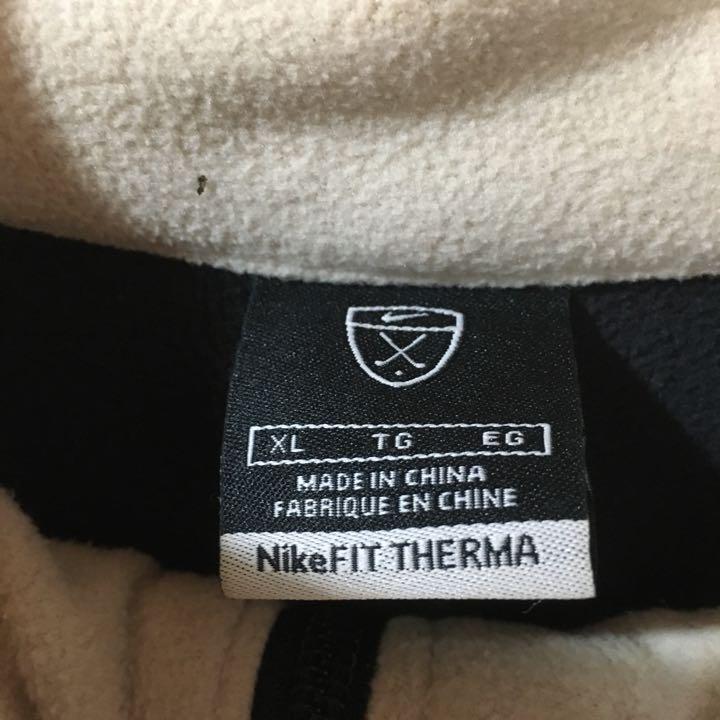 XL TG EG
MADE IN CHINA
FABRIQUE EN CHINE
NikeFIT THERMA